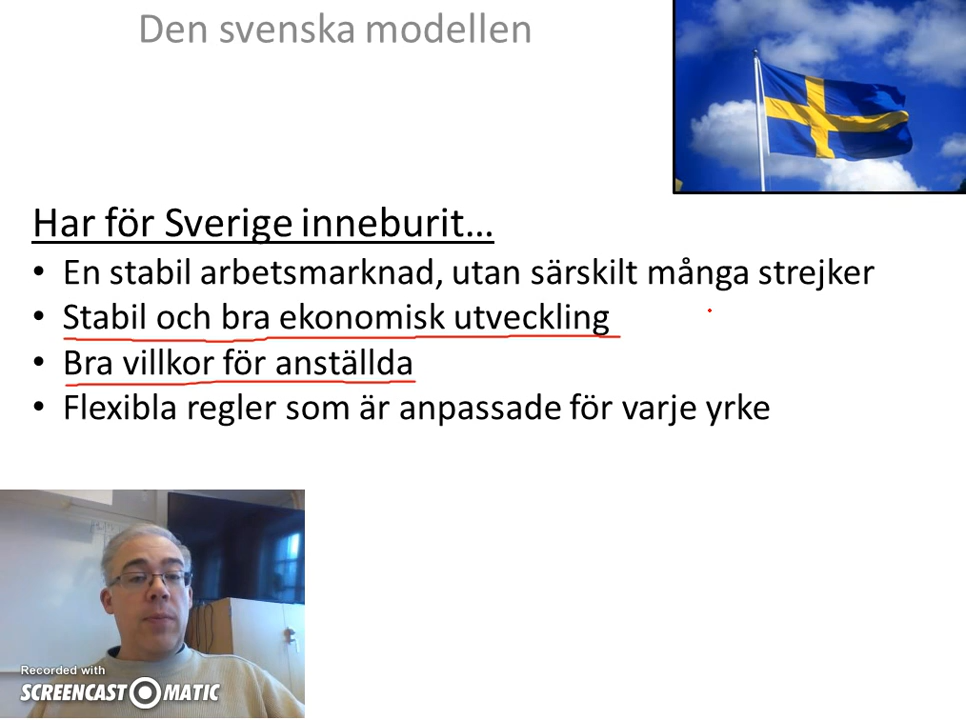 Den svenska modellen
Har för Sverige inneburit...
• En stabil arbetsmarknad, utan särskilt många strejker
• Stabil och bra ekonomisk utveckling
• Bra villkor för anställda
• Flexibla regler som är anpassade för varje yrke
Recorded with
SCREENCAST MATIC